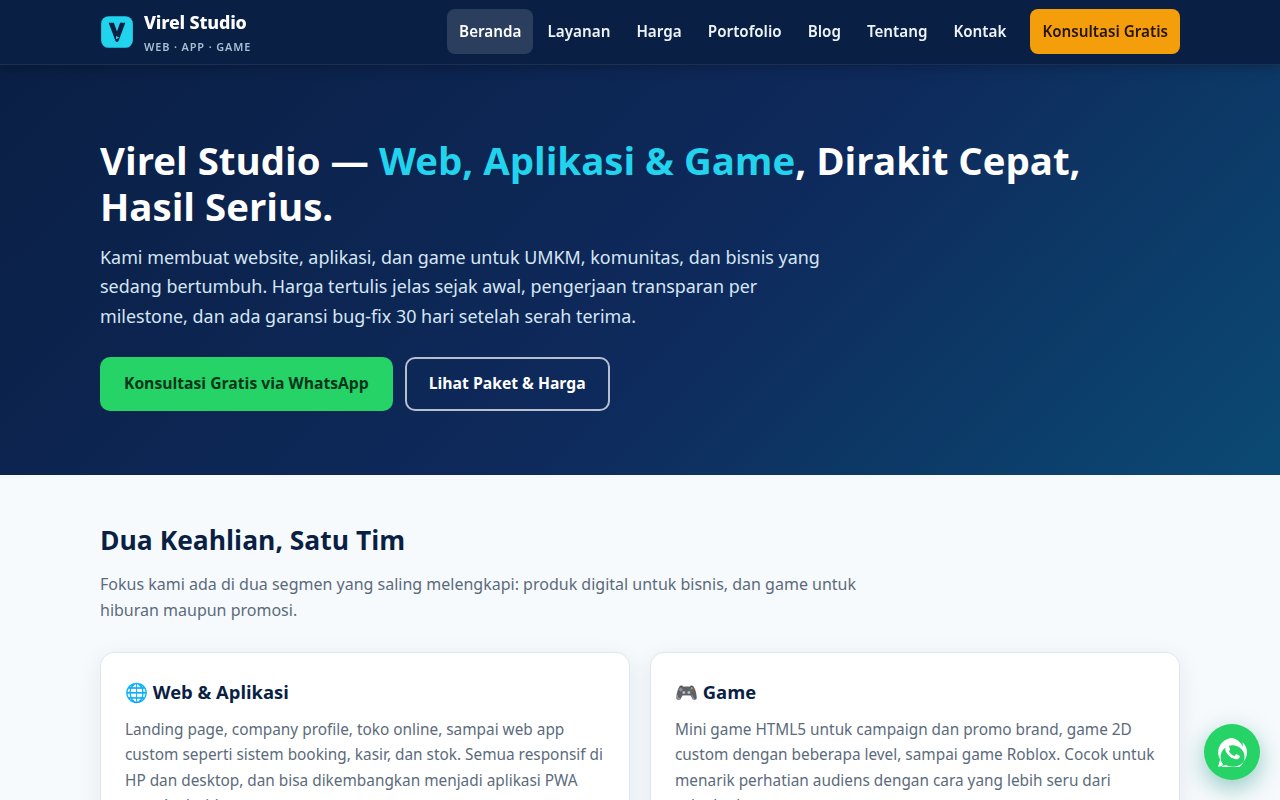 Virel Studio
WEB · APP · GAME
Beranda
Layanan
Harga
Portofolio
Blog
Tentang
Kontak
Konsultasi Gratis
Virel Studio — Web, Aplikasi & Game, Dirakit Cepat,
Hasil Serius.
Kami membuat website, aplikasi, dan game untuk UMKM, komunitas, dan bisnis yang
sedang bertumbuh. Harga tertulis jelas sejak awal, pengerjaan transparan per
milestone, dan ada garansi bug-fix 30 hari setelah serah terima.
Konsultasi Gratis via WhatsApp
Lihat Paket & Harga
Dua Keahlian, Satu Tim
Fokus kami ada di dua segmen yang saling melengkapi: produk digital untuk bisnis, dan game untuk
hiburan maupun promosi.
🌐 Web & Aplikasi
Landing page, company profile, toko online, sampai web app
custom seperti sistem booking, kasir, dan stok. Semua responsif di
HP dan desktop, dan bisa dikembangkan menjadi aplikasi PWA
🎮 Game
Mini game HTML5 untuk campaign dan promo brand, game 2D
custom dengan beberapa level, sampai game Roblox. Cocok untuk
menarik perhatian audiens dengan cara yang lebih seru dari